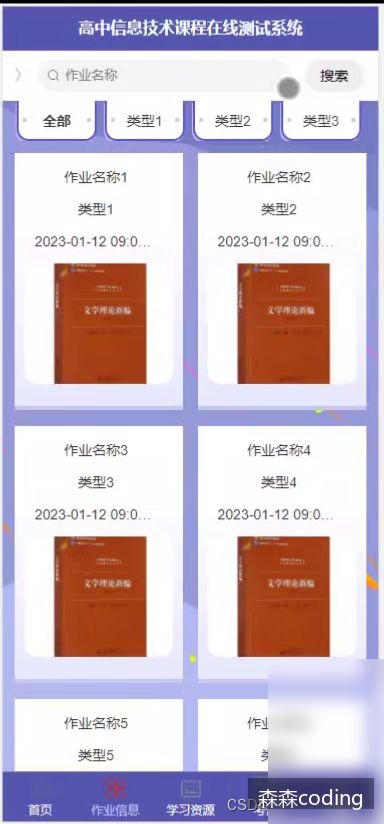 高中信息技术课程在线测试系统
作业名称
搜索
全部
类型1
类型2
类型3
作业名称1
类型1
2023-01-12 09:0...
文学理论新编
作业名称2
类型2
2023-01-12 09:0...
文学理论新编
作业名称3
类型3
2023-01-12 09:0...
文学理论新编
作业名称4
类型4
2023-01-12 09:0...
文学理论新编
作业名称5
类型5
首页
作业信息
学习资源
CSD
森森coding